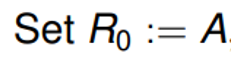 Set R₀ := A.